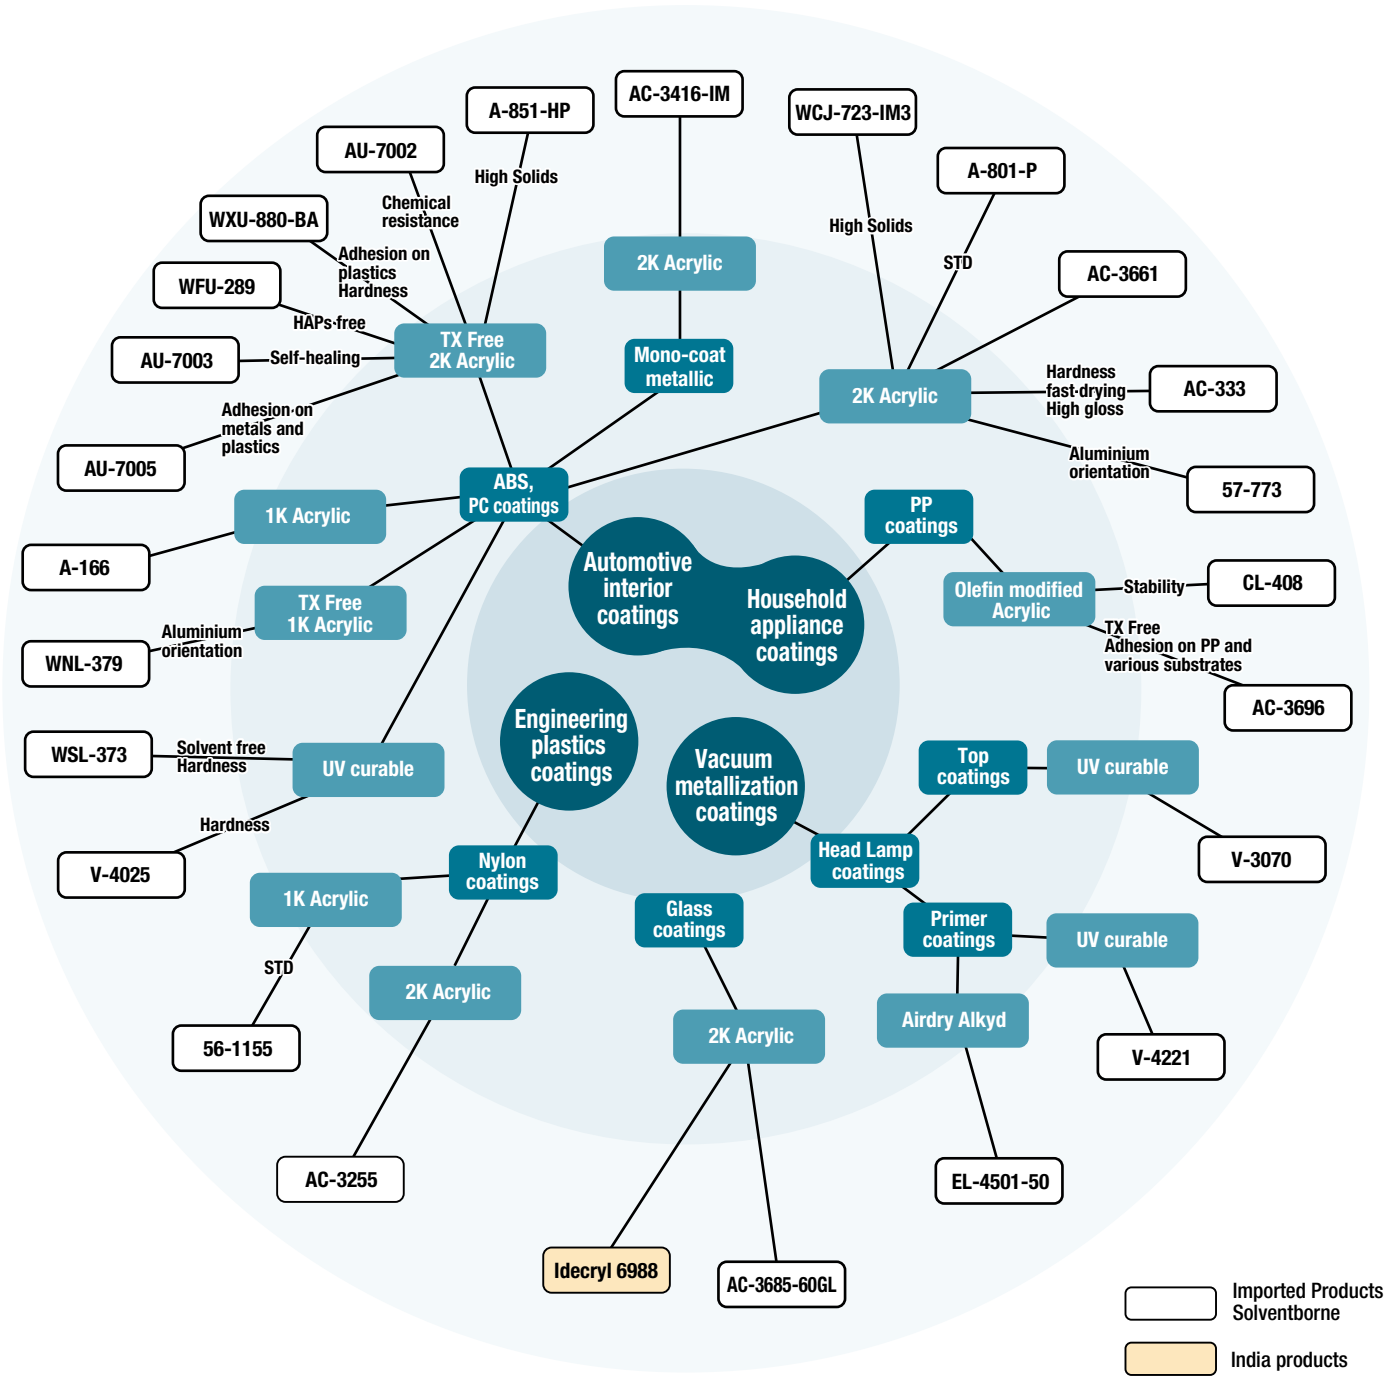 AC-3416-IM
A-851-HP
WCJ-723-IM3
AU-7002
A-801-P
High Solids
Chemical
resistance
WXU-880-BA
High Solids
Adhesion on
plastics
Hardness
STD
2K Acrylic
AC-3661
WFU-289
HAPs free
TX Free
2K Acrylic
Mono-coat
metallic
AU-7003
Self-healing
2K Acrylic
Hardness
fast-drying
High gloss
AC-333
Adhesion on
metals and
plastics
AU-7005
Aluminium
orientation
57-773
ABS,
PC coatings
1K Acrylic
PP
coatings
A-166
Automotive
interior
coatings
Household
appliance
coatings
Olefin modified
Acrylic
Stability
CL-408
TX Free
1K Acrylic
Aluminium
orientation
WNL-379
TX Free
Adhesion on PP and
various substrates
AC-3696
Engineering
plastics
coatings
Vacuum
metallization
coatings
WSL-373
Solvent free
Hardness
UV curable
Top
coatings
UV curable
Hardness
V-4025
Nylon
coatings
Head Lamp
coatings
V-3070
1K Acrylic
Glass
coatings
Primer
coatings
UV curable
STD
2K Acrylic
Airdry Alkyd
56-1155
2K Acrylic
V-4221
AC-3255
EL-4501-50
Idecryl 6988
AC-3685-60GL
Imported Products
Solventborne
India products